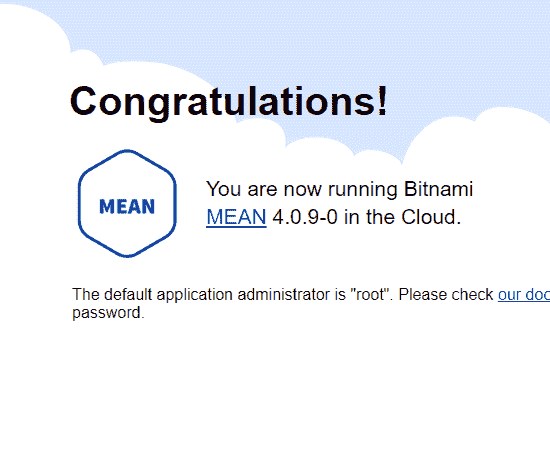 Congratulations!
MEAN
You are now running Bitnami
MEAN 4.0.9-0 in the Cloud.
The default application administrator is "root". Please check our doc
password.